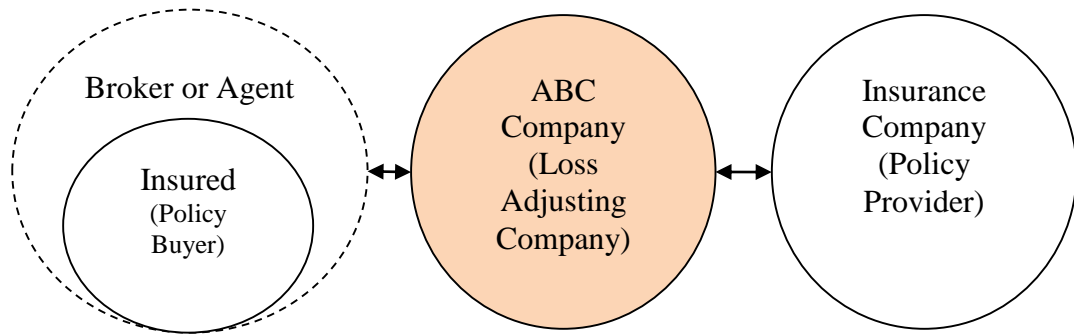 Broker or Agent
Insured
(Policy
Buyer)
ABC
Company
(Loss
Adjusting
Company)
Insurance
Company
(Policy
Provider)